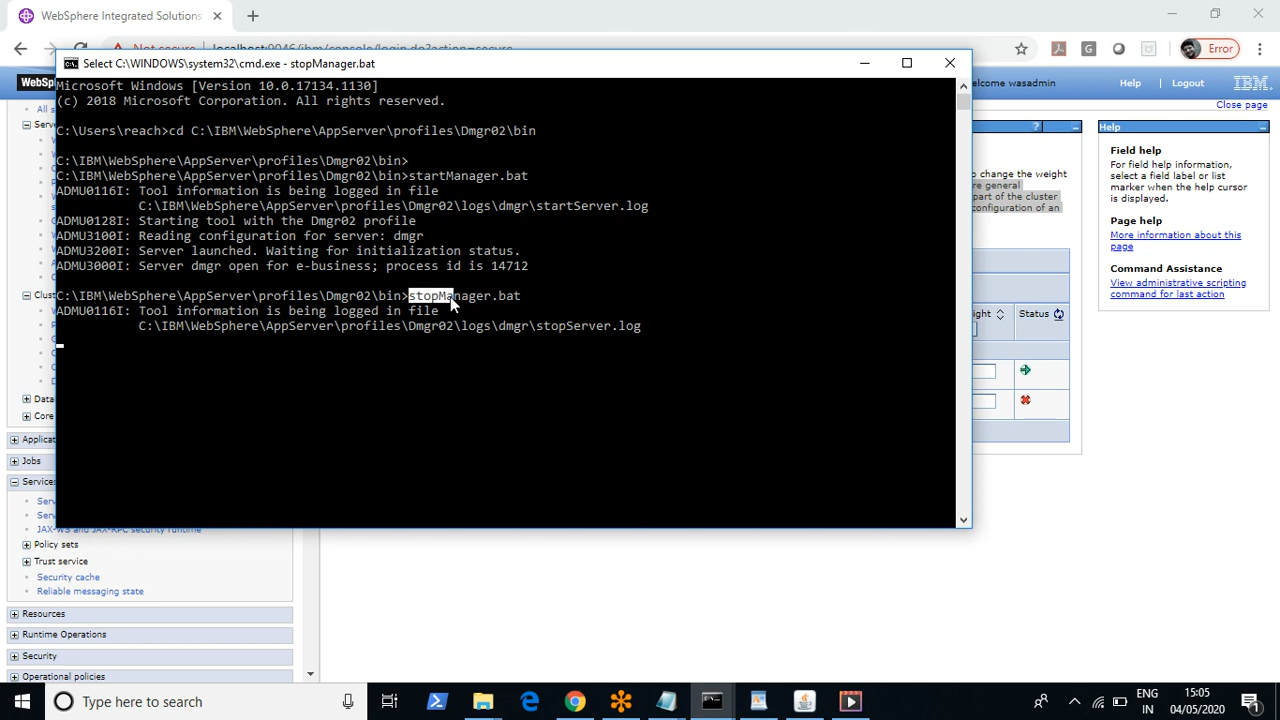 WebSphere Integrated Solutions
Not secure
localhost:9046/ibm/console/login.do?action=secure
Error
Select C:\WINDOWS\system32\cmd.exe - stopManager.bat
Microsoft Windows [Version 10.0.17134.1130]
(c) 2018 Microsoft Corporation. All rights reserved.
C:\Users\reach>cd C:\IBM\WebSphere\AppServer\profiles\Dmgr02\bin
C:\IBM\WebSphere\AppServer\profiles\Dmgr02\bin>
C:\IBM\WebSphere\AppServer\profiles\Dmgr02\bin>startManager.bat
ADMU0116I: Tool information is being logged in file
C:\IBM\WebSphere\AppServer\profiles\Dmgr02\logs\dmgr\startServer.log
ADMU0128I: Starting tool with the Dmgr02 profile
ADMU3100I: Reading configuration for server: dmgr
ADMU3200I: Server launched. Waiting for initialization status.
ADMU3000I: Server dmgr open for e-business; process id is 14712
C:\IBM\WebSphere\AppServer\profiles\Dmgr02\bin>stopManager.bat
ADMU0116I: Tool information is being logged in file
C:\IBM\WebSphere\AppServer\profiles\Dmgr02\logs\dmgr\stopServer.log
WebSp
elcome wasadmin
Help
Logout
IBM.
Close page
All s
Serv
Clust
Data
Core
Applicat
Jobs
Services
Serv
Serv
JAX-WS and JAX-RPC security runtime
Policy sets
Trust service
Security cache
Reliable messaging state
Resources
Runtime Operations
Security
Operational policies
o change the weight
re general
part of the cluster
configuration of an
ight
Status
Help
Field help
For field help information,
select a field label or list
marker when the help cursor
is displayed.
Page help
More information about this
page
Command Assistance
View administrative scripting
command for last action
Type here to search
ENG
IN
15:05
04/05/2020
1